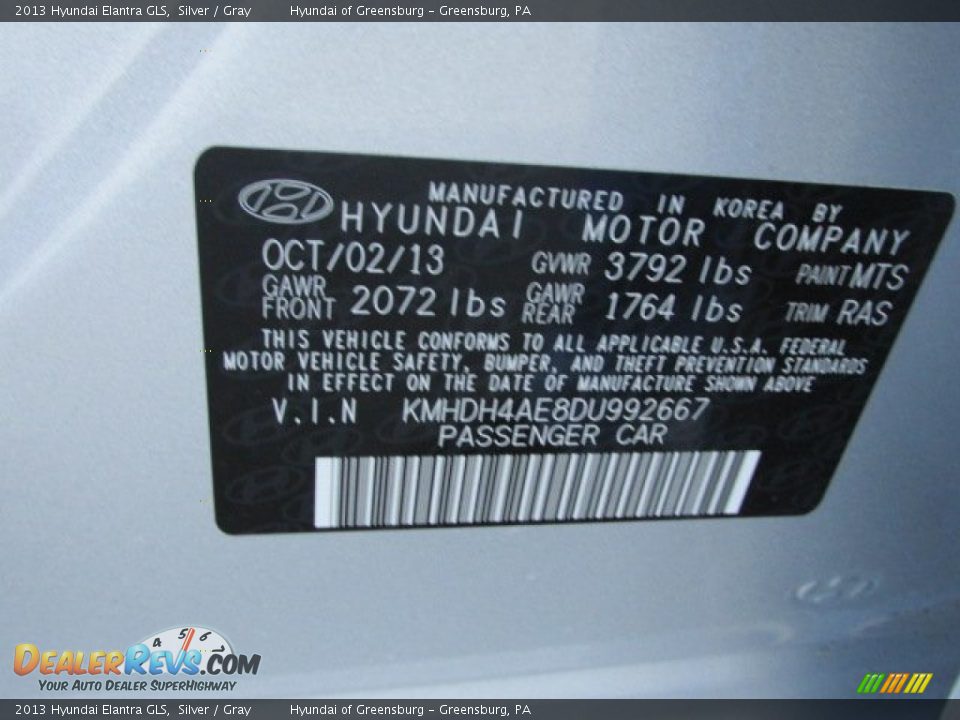 2013 Hyundai Elantra GLS, Silver / Gray Hyundai of Greensburg - Greensburg, PA
MANUFACTURED IN KOREA BY
HYUNDAI MOTOR COMPANY
OCT/02/13 GVWR 3792 lbs PAINT MTS
GAWR FRONT 2072 lbs GAWR REAR 1764 lbs TRIM RAS
THIS VEHICLE CONFORMS TO ALL APPLICABLE U.S.A. FEDERAL
MOTOR VEHICLE SAFETY, BUMPER, AND THEFT PREVENTION STANDARDS
IN EFFECT ON THE DATE OF MANUFACTURE SHOWN ABOVE
V.I.N KMHDH4AE8DU992667
PASSENGER CAR
4 5 6 7
DEALERREVS.COM
YOUR AUTO DEALER SUPERHIGHWAY
2013 Hyundai Elantra GLS, Silver / Gray Hyundai of Greensburg - Greensburg, PA